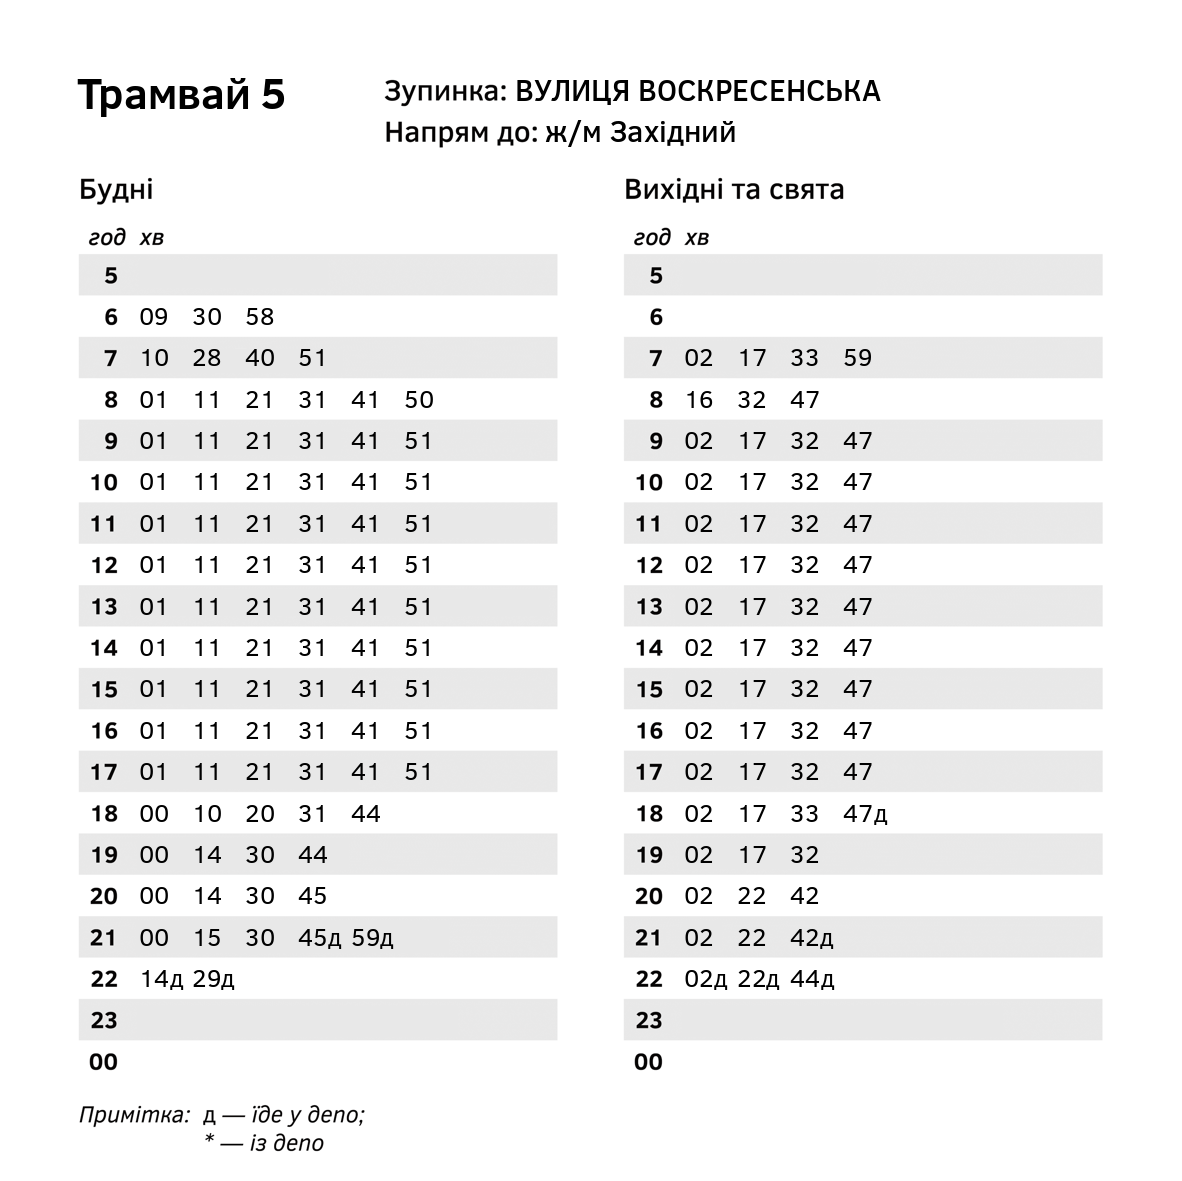 Трамвай 5
Зупинка: ВУЛИЦЯ ВОСКРЕСЕНСЬКА
Напрям до: ж/м Західний
Будні
год хв
5
6 09 30 58
7 10 28 40 51
8 01 11 21 31 41 50
9 01 11 21 31 41 51
10 01 11 21 31 41 51
11 01 11 21 31 41 51
12 01 11 21 31 41 51
13 01 11 21 31 41 51
14 01 11 21 31 41 51
15 01 11 21 31 41 51
16 01 11 21 31 41 51
17 01 11 21 31 41 51
18 00 10 20 31 44
19 00 14 30 44
20 00 14 30 45
21 00 15 30 45д 59д
22 14д 29д
23
00
Вихідні та свята
год хв
5
6
7 02 17 33 59
8 16 32 47
9 02 17 32 47
10 02 17 32 47
11 02 17 32 47
12 02 17 32 47
13 02 17 32 47
14 02 17 32 47
15 02 17 32 47
16 02 17 32 47
17 02 17 32 47
18 02 17 33 47д
19 02 17 32
20 02 22 42
21 02 22 42д
22 02д 22д 44д
23
00
Примітка: д — їде у депо;
* — із депо